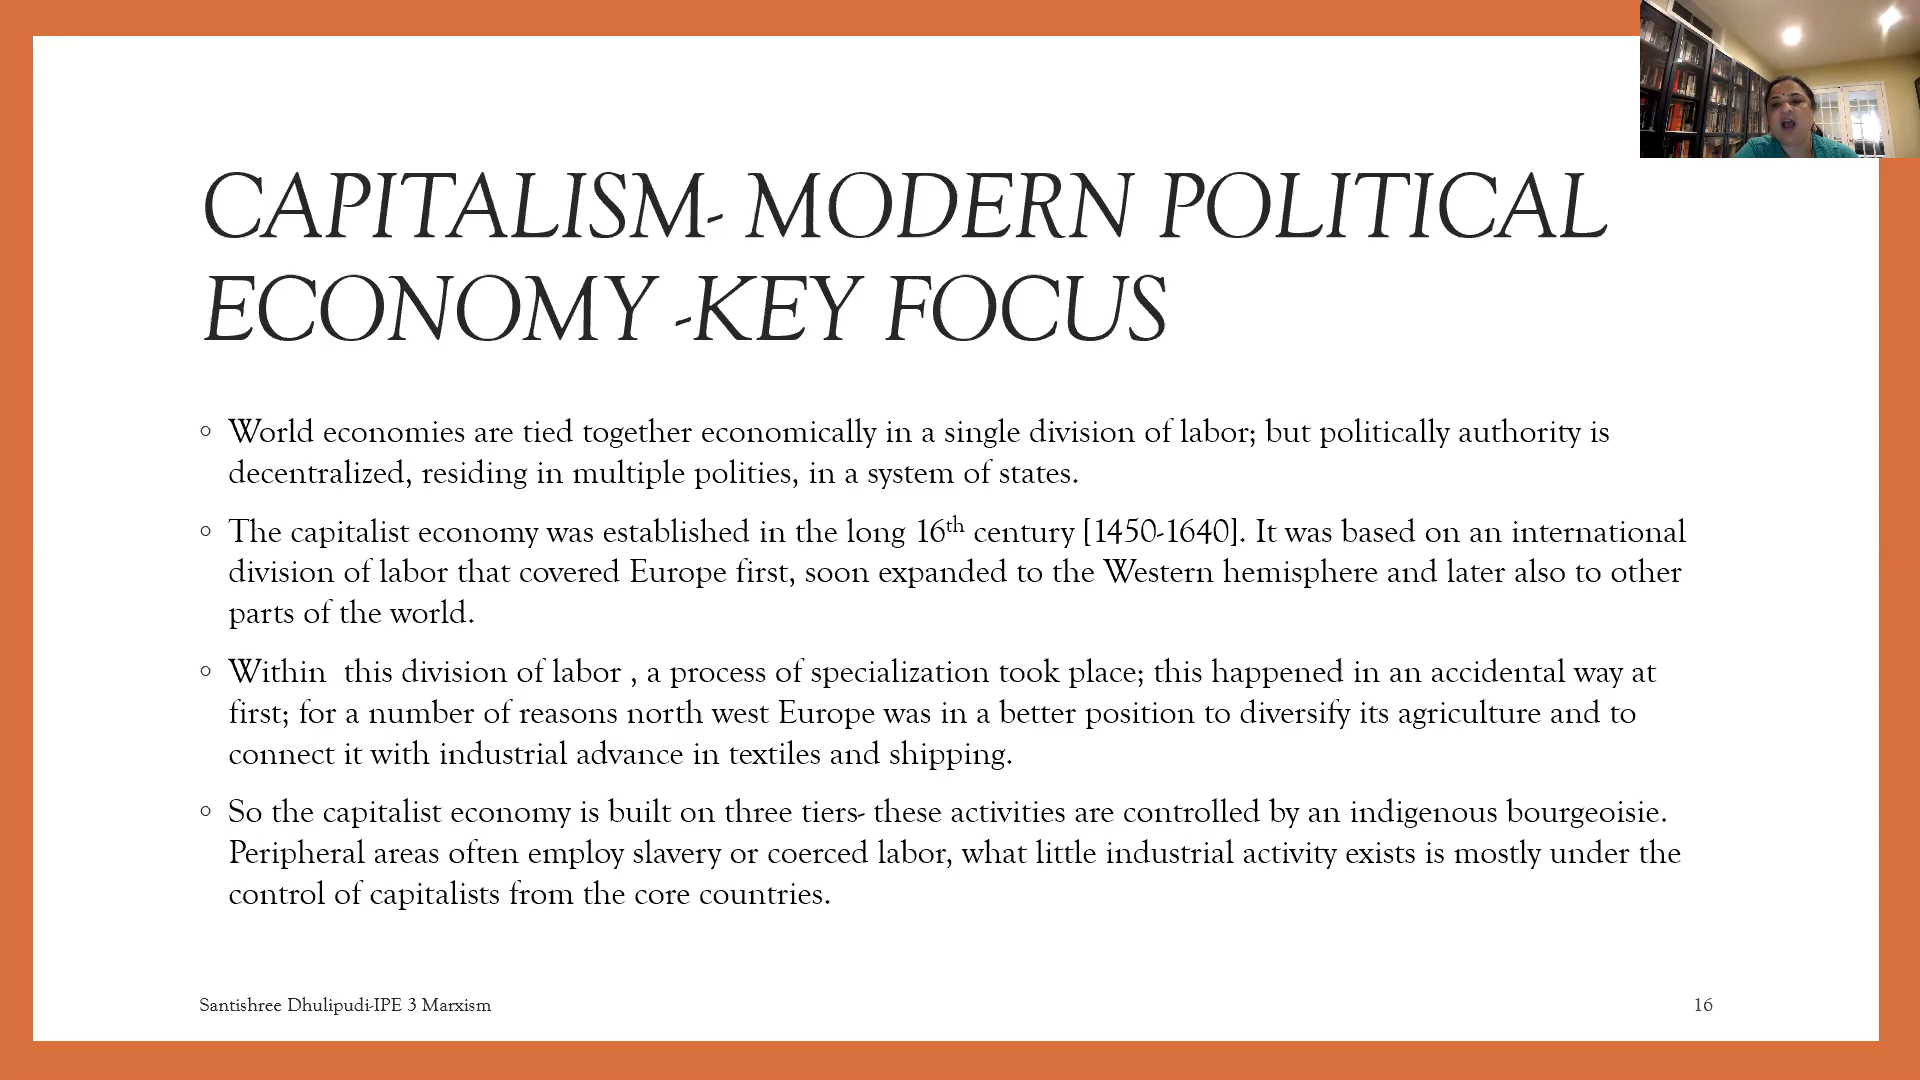 CAPITALISM- MODERN POLITICAL
ECONOMY -KEY FOCUS
◦ World economies are tied together economically in a single division of labor; but politically authority is
decentralized, residing in multiple polities, in a system of states.
◦ The capitalist economy was established in the long 16th century [1450-1640]. It was based on an international
division of labor that covered Europe first, soon expanded to the Western hemisphere and later also to other
parts of the world.
◦ Within  this division of labor , a process of specialization took place; this happened in an accidental way at
first; for a number of reasons north west Europe was in a better position to diversify its agriculture and to
connect it with industrial advance in textiles and shipping.
◦ So the capitalist economy is built on three tiers- these activities are controlled by an indigenous bourgeoisie.
Peripheral areas often employ slavery or coerced labor, what little industrial activity exists is mostly under the
control of capitalists from the core countries.
Santishree Dhulipudi-IPE 3 Marxism
16